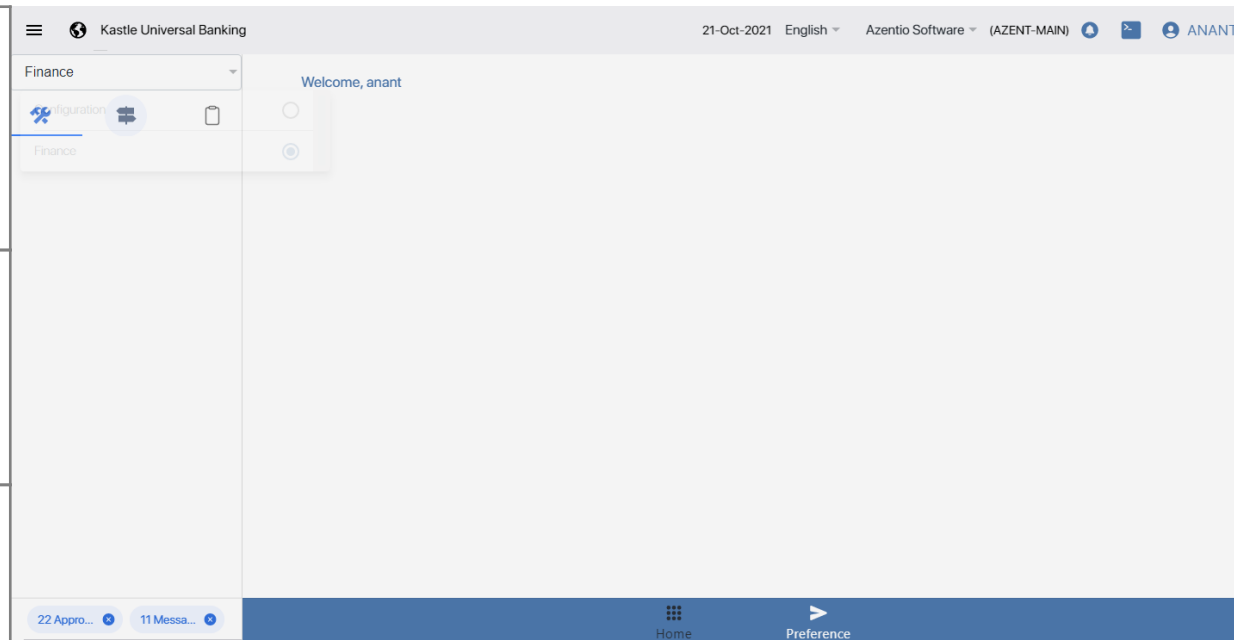 Kastle Universal Banking 21-Oct-2021 English Azentio Software (AZENT-MAIN) ANANT
Finance
Welcome, anant
Configuration
Finance
22 Appro... 11 Messa...
Home Preference